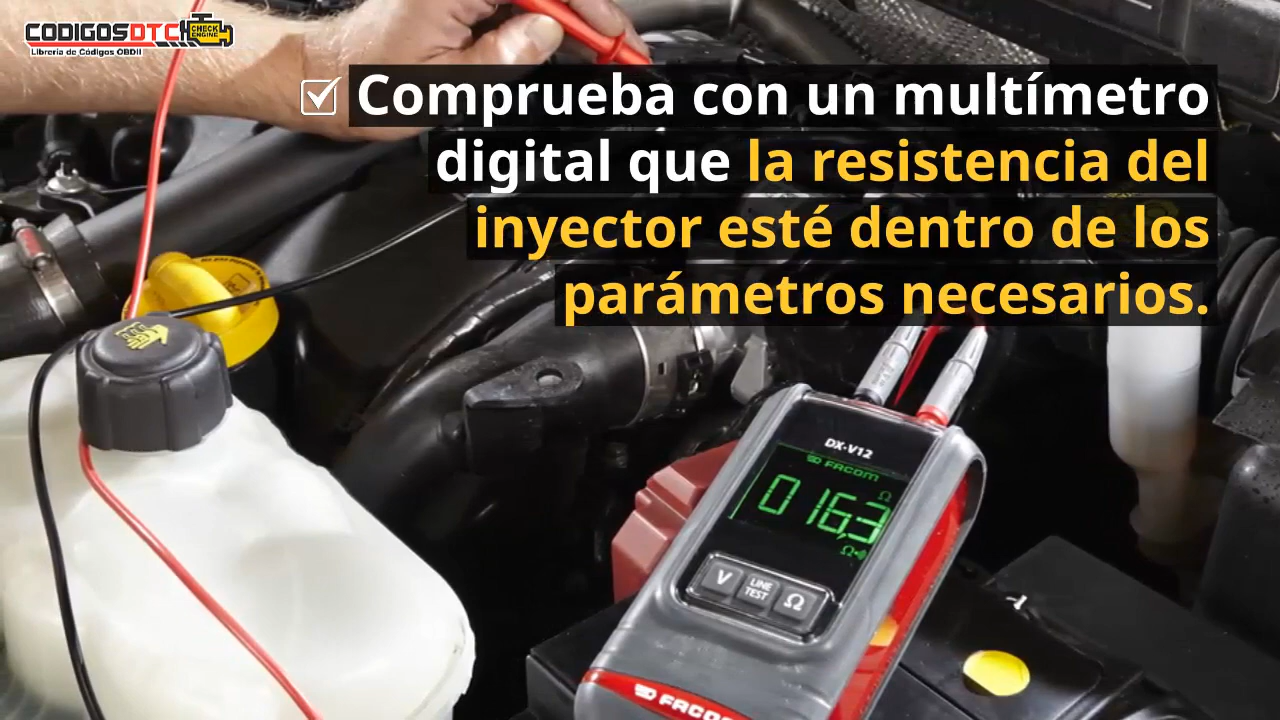 CODIGOSDTC
CHECK
ENGINE
Librería de Códigos OBDII
Comprueba con un multímetro
digital que la resistencia del
inyector esté dentro de los
parámetros necesarios.
DX-V12
FACOM
Ω
016,3
Ω
V
LINE
TEST
Ω
FACOM